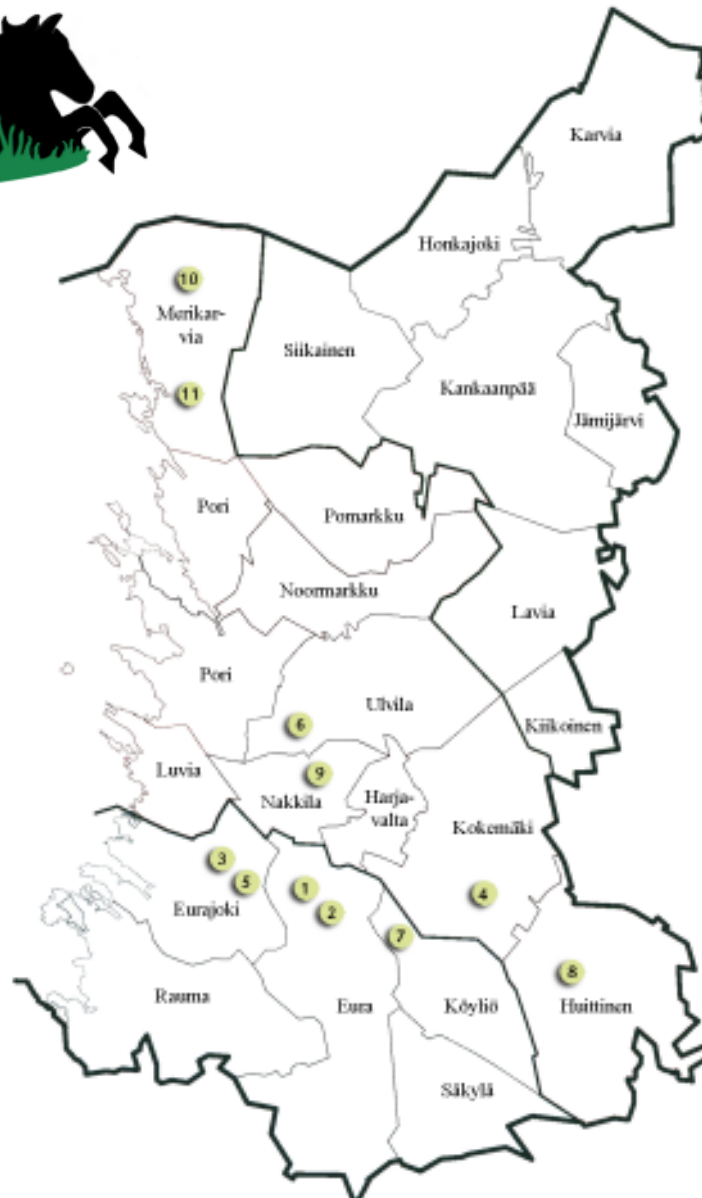 Karvia
Honkajoki
10
Merikar-
via
Siikainen
Kankaanpää
11
Jämijärvi
Pori
Pomarkku
Noormarkku
Lavia
Pori
Ulvila
6
Kiikoinen
Luvia
9
Nakkila
Harja-
valta
Kokemäki
3
5
1
4
Eurajoki
2
7
8
Rauma
Eura
Köyliö
Huittinen
Säkylä